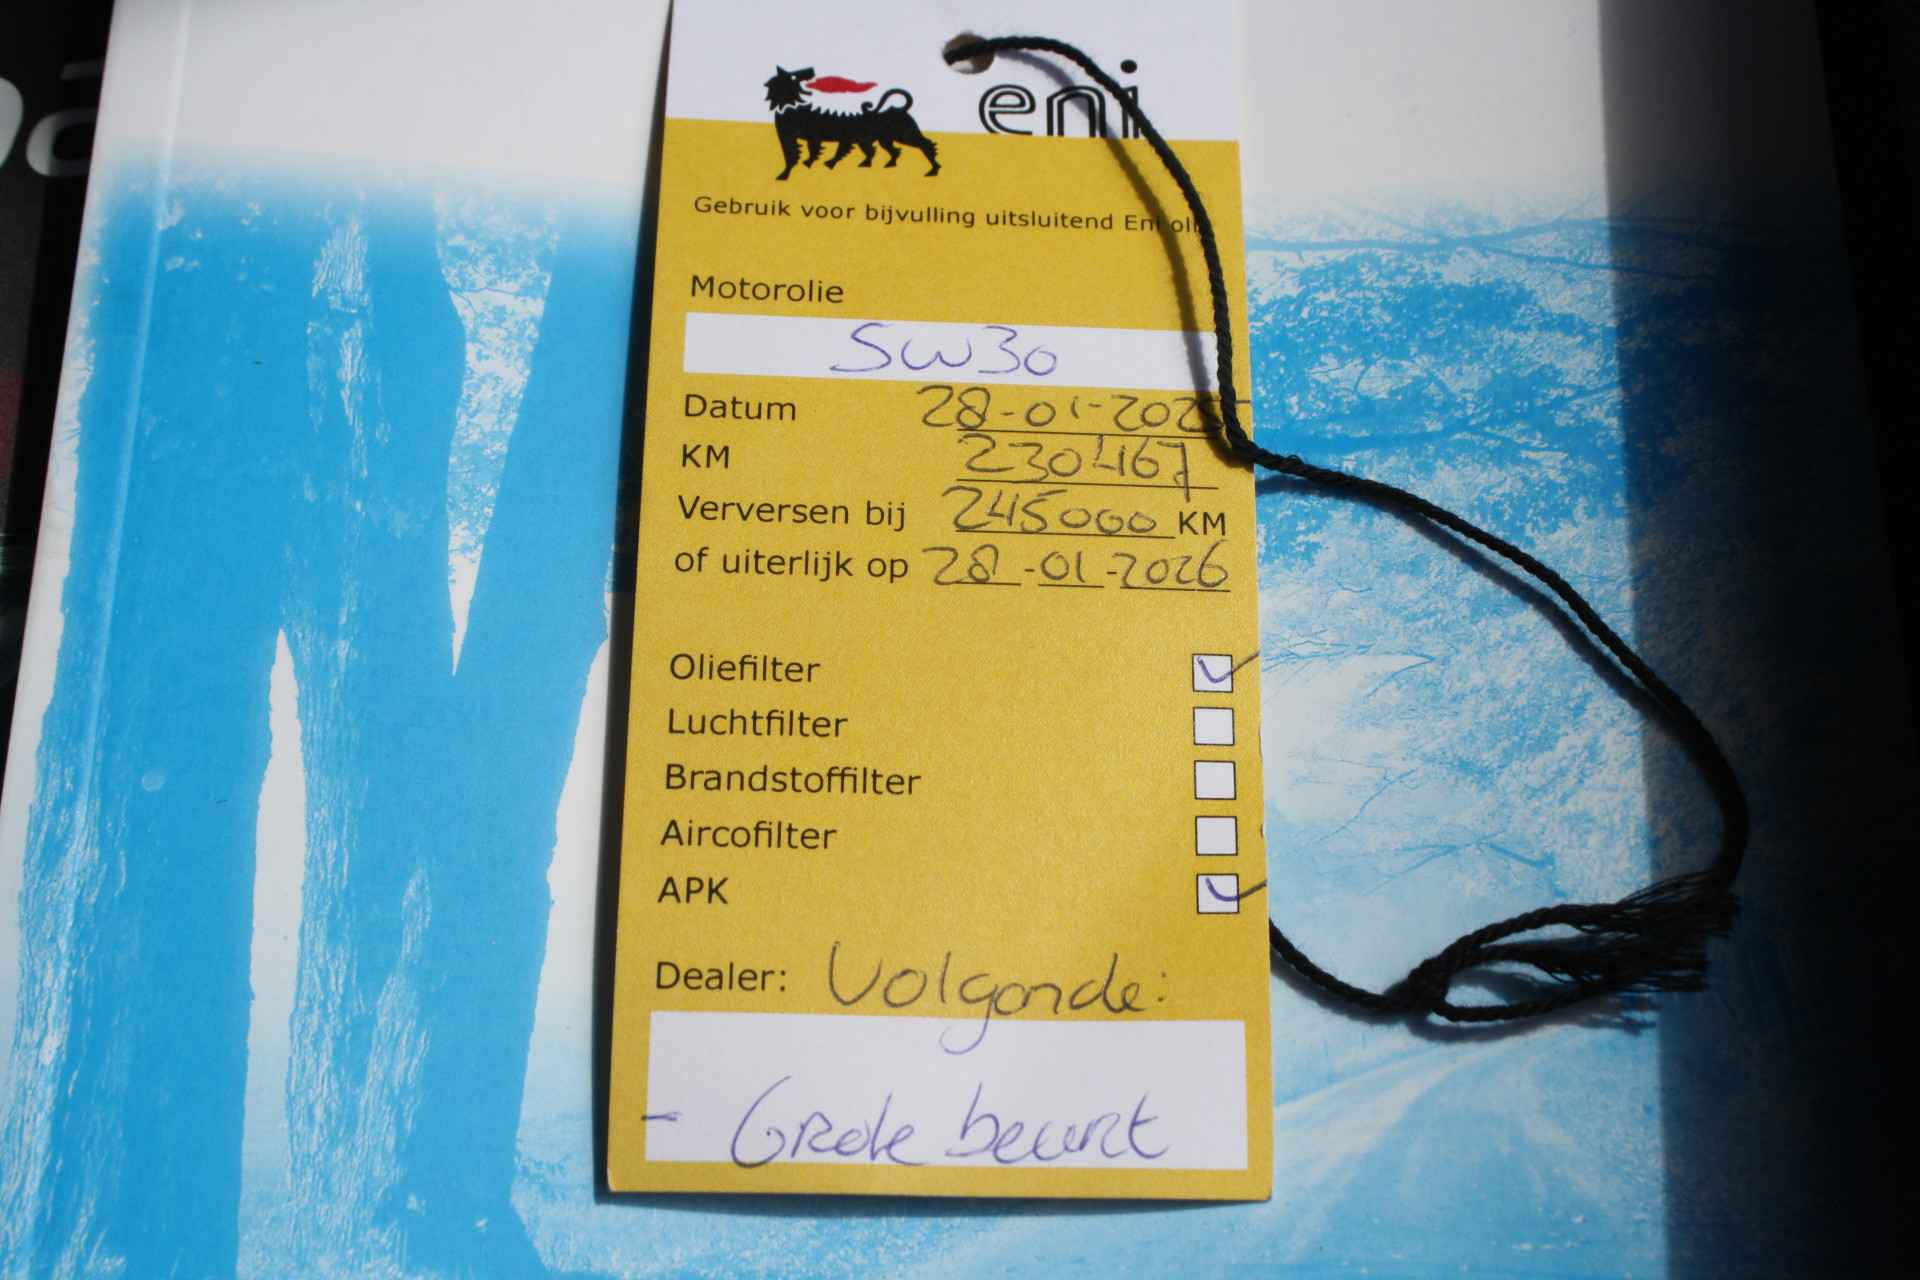 eni
Gebruik voor bijvulling uitsluitend Eni olie
Motorolie
5W30
Datum 28-01-2025
KM 230467
Verversen bij 245000 KM
of uiterlijk op 28-01-2026
Oliefilter
Luchtfilter
Brandstoffilter
Aircofilter
APK
Dealer: Volgende:
- Grote beurt